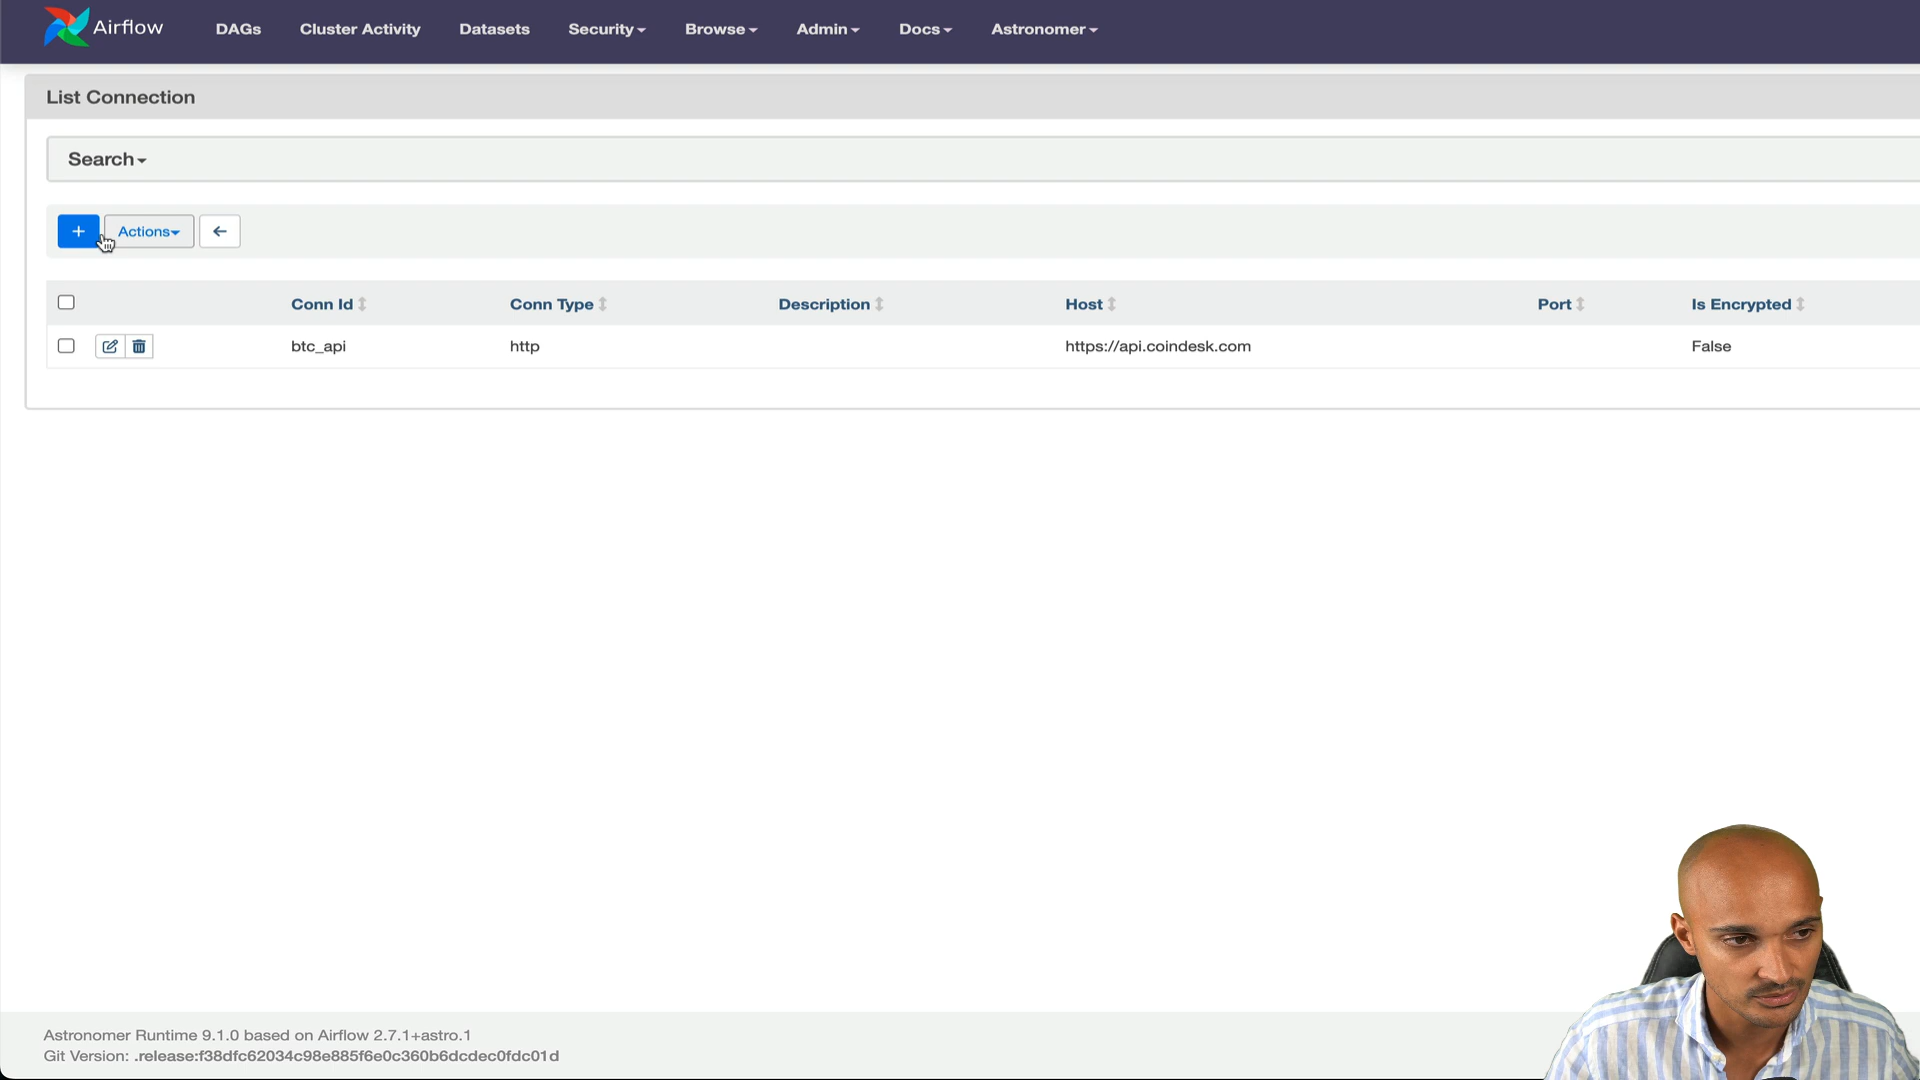 Airflow DAGs Cluster Activity Datasets Security Browse Admin Docs Astronomer
List Connection
Search
+ Actions
Conn Id Conn Type Description Host Port Is Encrypted
btc_api http https://api.coindesk.com False
Astronomer Runtime 9.1.0 based on Airflow 2.7.1+astro.1
Git Version: .release:f38dfc62034c98e885f6e0c360b6dcdec0fdc01d